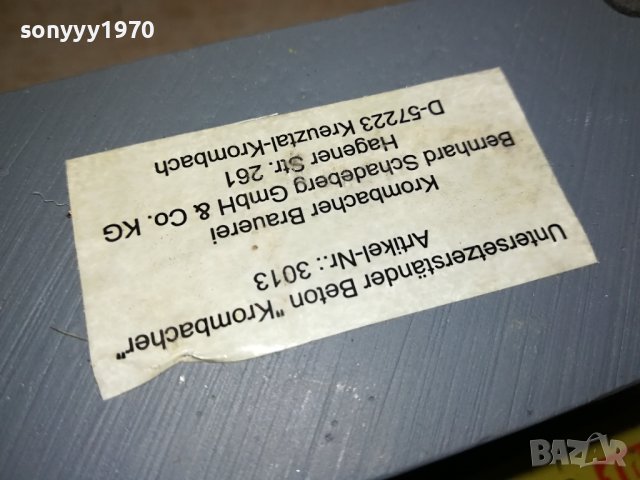 sonyyy1970
Untersetzerständer Beton "Krombacher"
Artikel-Nr.: 3013
Krombacher Brauerei
Bernhard Schadeberg GmbH & Co. KG
Hagener Str. 261
D-57223 Kreuztal-Krombach
BAZAR